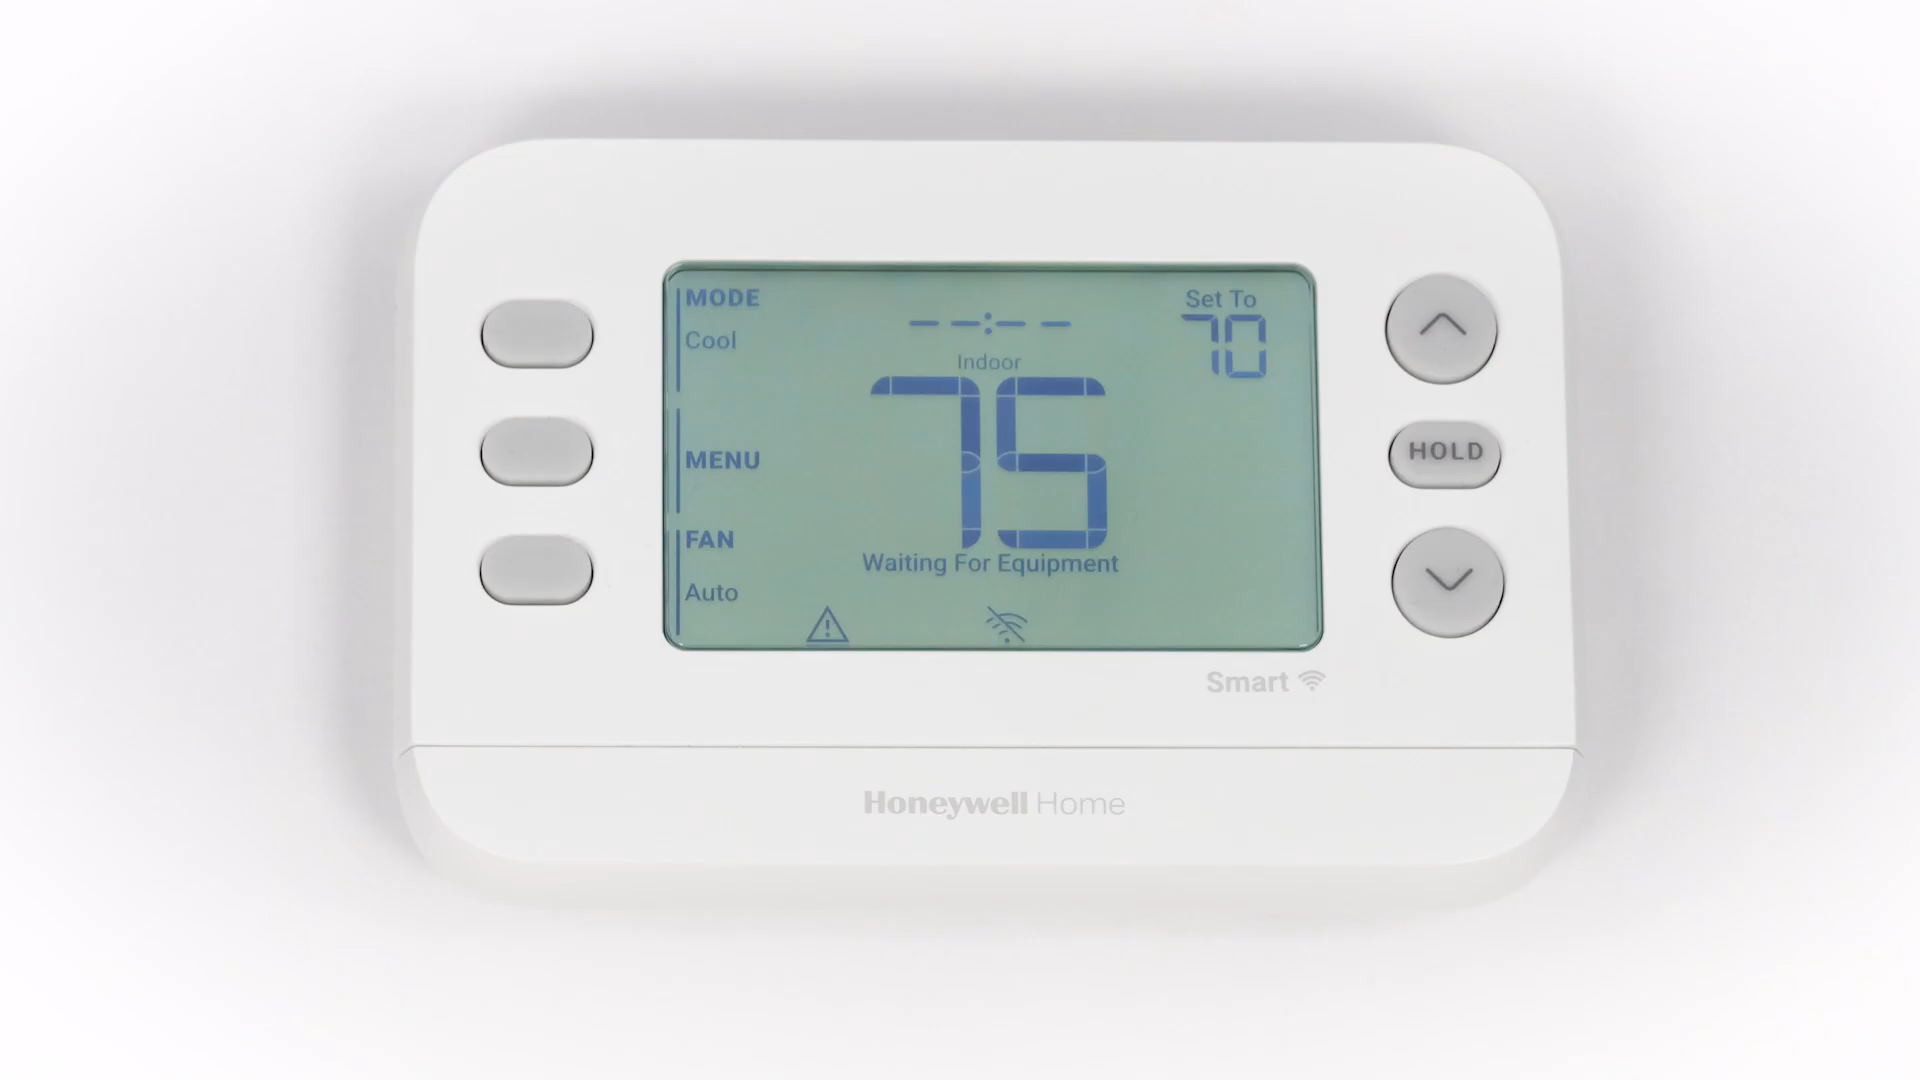 MODE
Cool
--:--
Set To
70
Indoor
75
MENU
HOLD
FAN
Auto
Waiting For Equipment
Smart
Honeywell Home